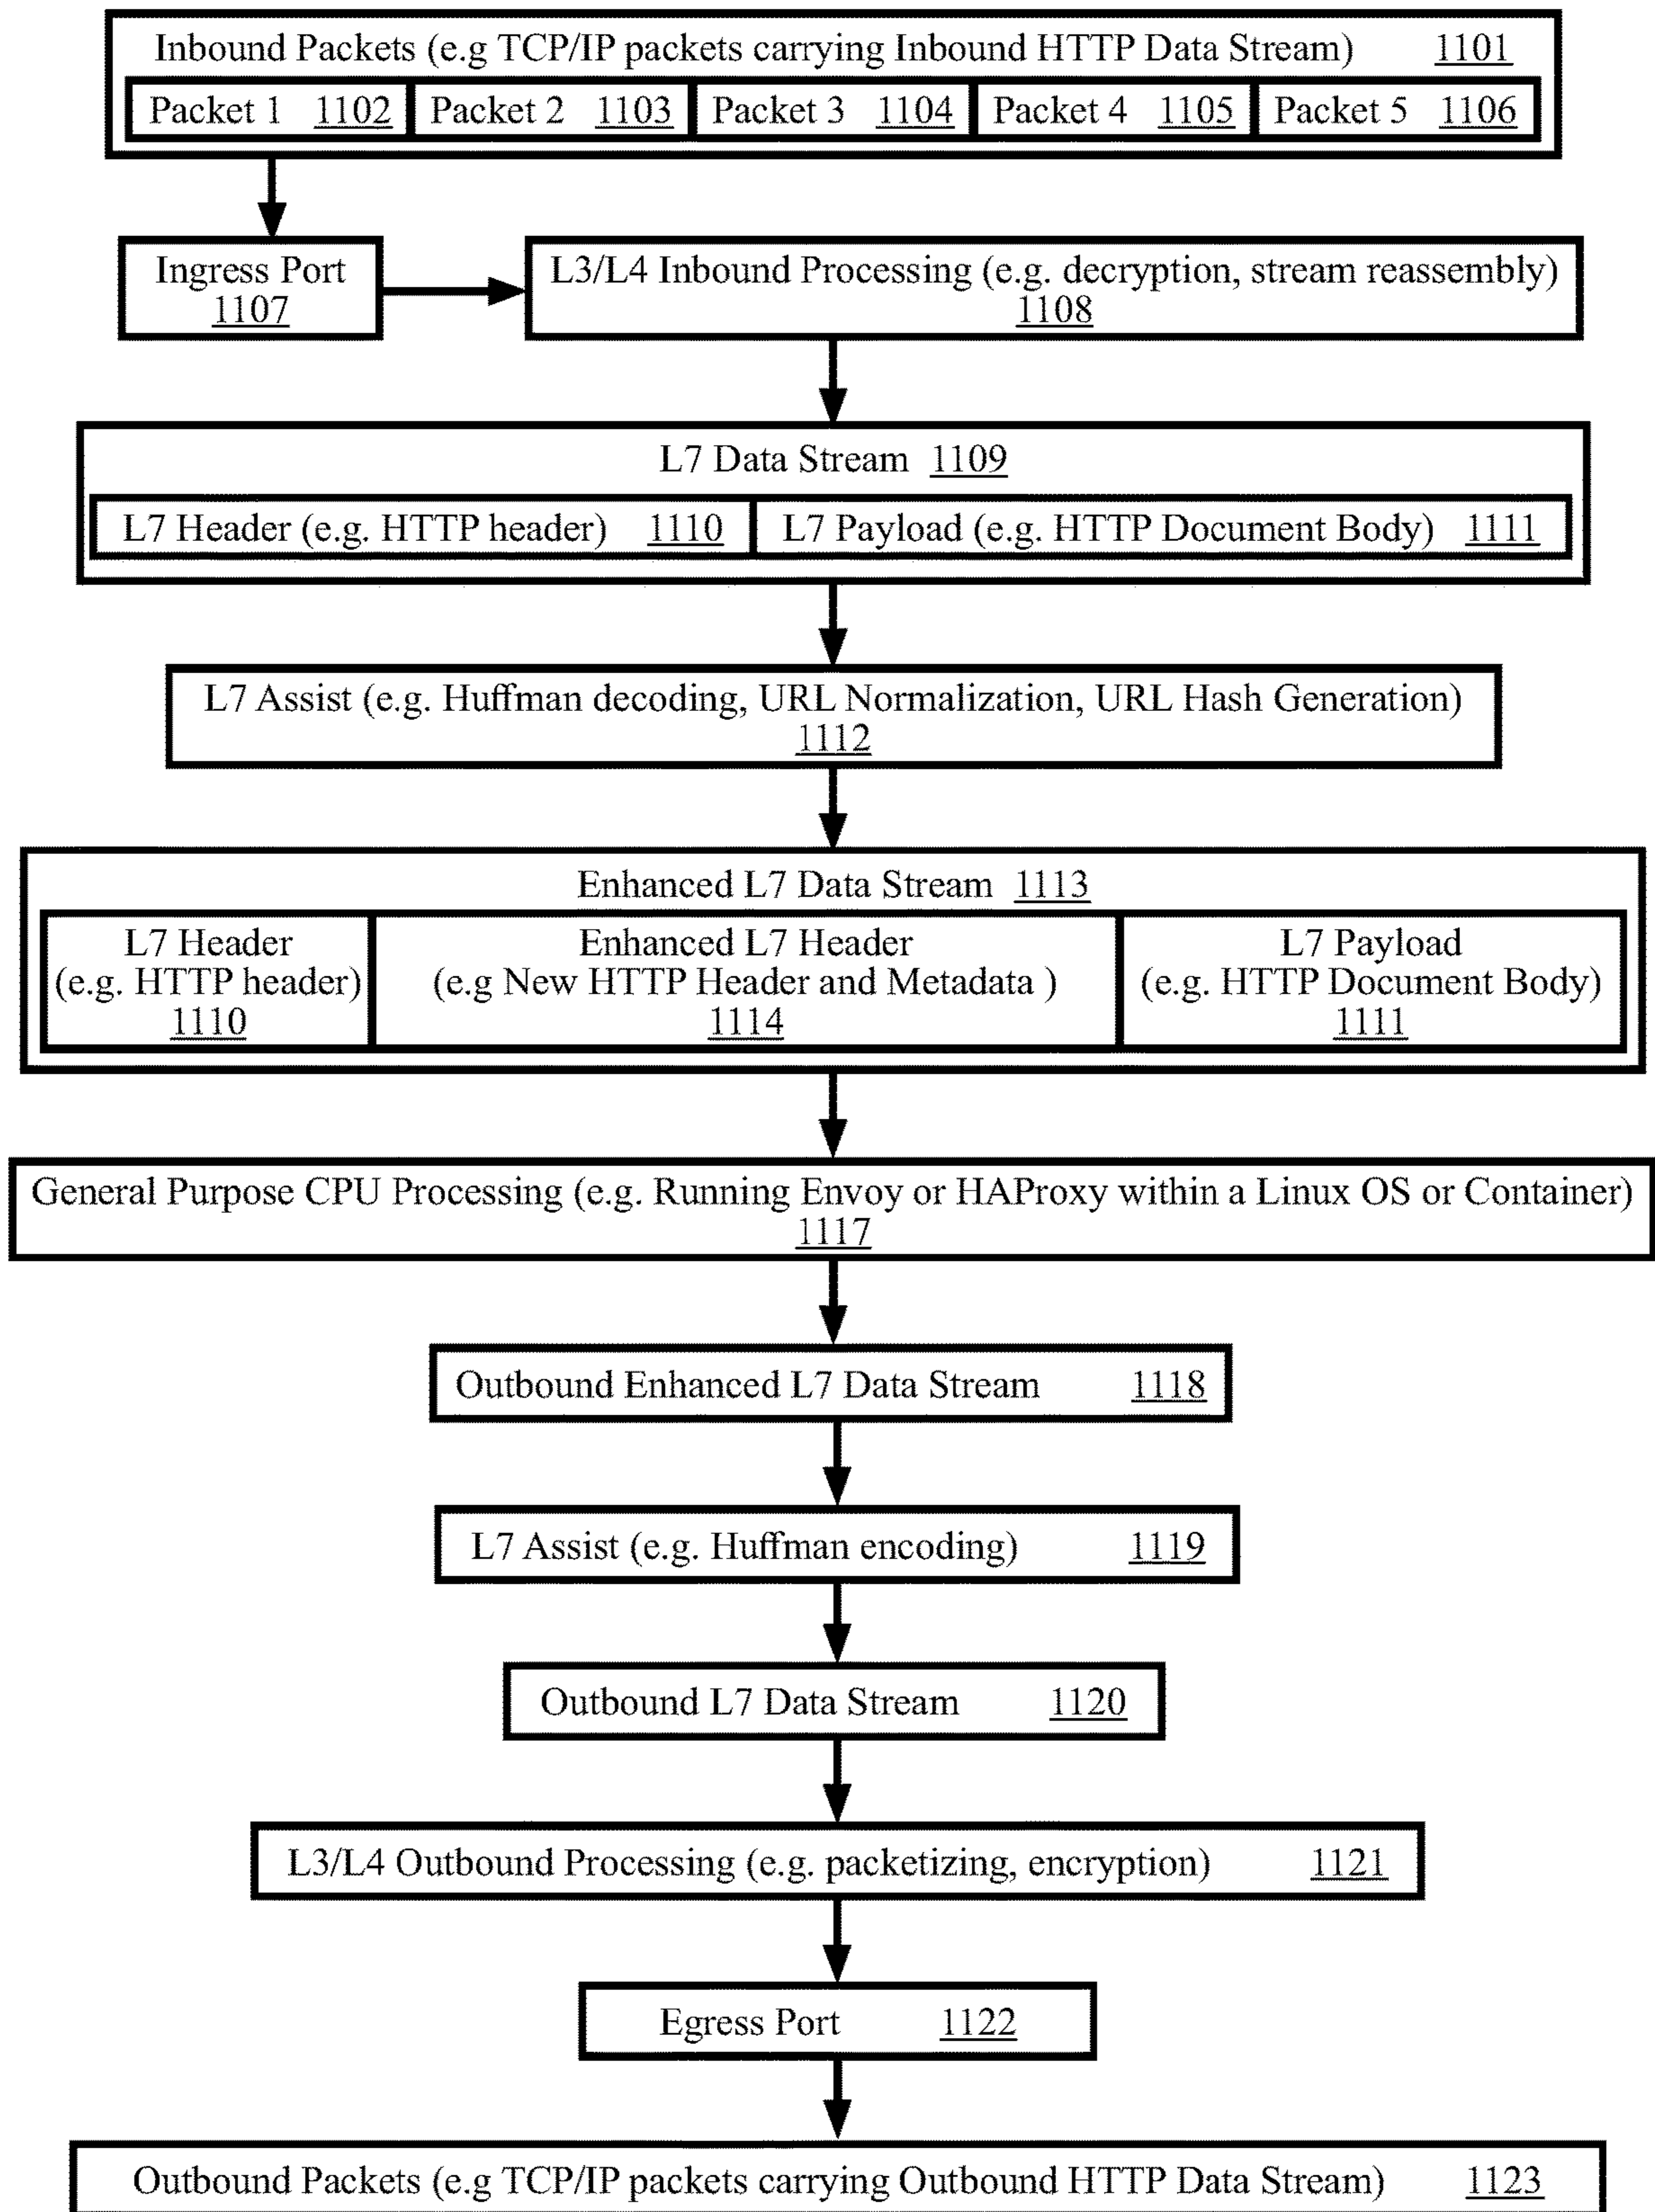 Inbound Packets (e.g TCP/IP packets carrying Inbound HTTP Data Stream) 1101
Packet 1 1102 Packet 2 1103 Packet 3 1104 Packet 4 1105 Packet 5 1106
Ingress Port
1107
L3/L4 Inbound Processing (e.g. decryption, stream reassembly)
1108
L7 Data Stream 1109
L7 Header (e.g. HTTP header) 1110 L7 Payload (e.g. HTTP Document Body) 1111
L7 Assist (e.g. Huffman decoding, URL Normalization, URL Hash Generation)
1112
Enhanced L7 Data Stream 1113
L7 Header
(e.g. HTTP header)
1110
Enhanced L7 Header
(e.g New HTTP Header and Metadata )
1114
L7 Payload
(e.g. HTTP Document Body)
1111
General Purpose CPU Processing (e.g. Running Envoy or HAProxy within a Linux OS or Container)
1117
Outbound Enhanced L7 Data Stream 1118
L7 Assist (e.g. Huffman encoding) 1119
Outbound L7 Data Stream 1120
L3/L4 Outbound Processing (e.g. packetizing, encryption) 1121
Egress Port 1122
Outbound Packets (e.g TCP/IP packets carrying Outbound HTTP Data Stream) 1123